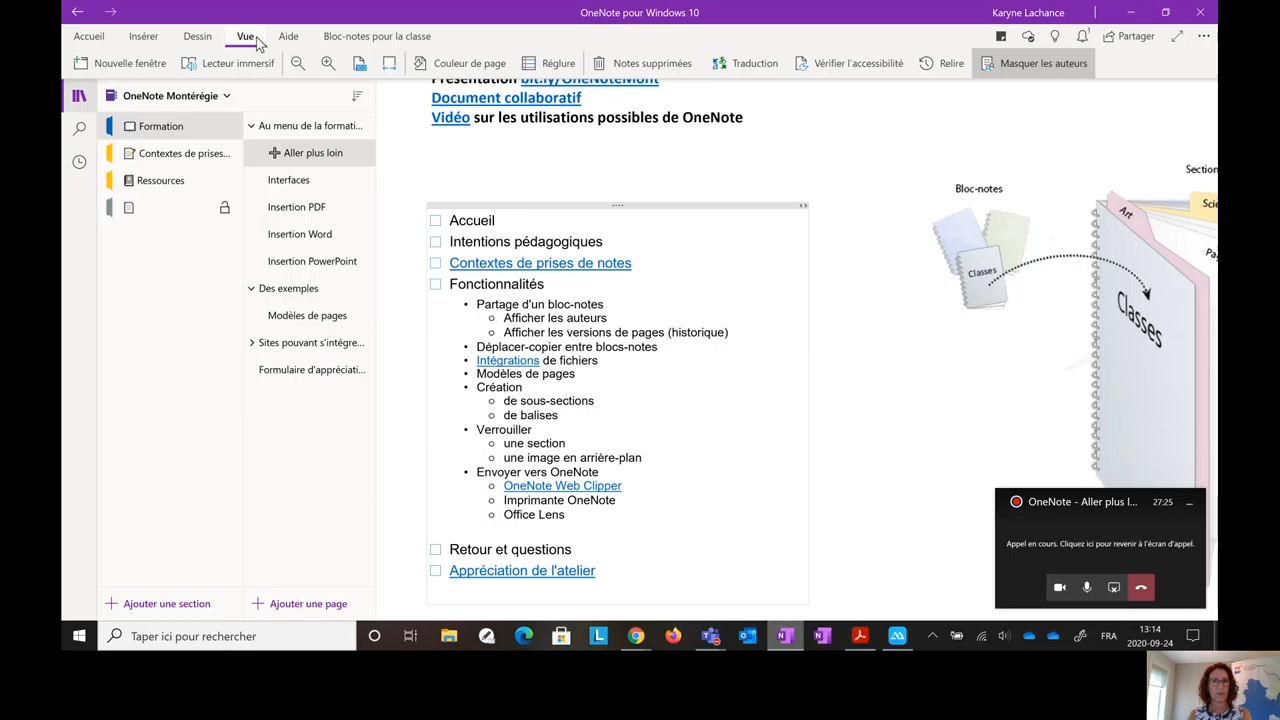 OneNote pour Windows 10
Karyne Lachance
Accueil Insérer Dessin Vue Aide Bloc-notes pour la classe
Partager
Nouvelle fenêtre Lecteur immersif Couleur de page Réglure Notes supprimées Traduction Vérifier l'accessibilité Relire Masquer les auteurs
OneNote Montérégie
Formation
Contextes de prises...
Ressources
Au menu de la formati...
Aller plus loin
Interfaces
Insertion PDF
Insertion Word
Insertion PowerPoint
Des exemples
Modèles de pages
Sites pouvant s'intégre...
Formulaire d'appréciati...
Ajouter une section
Ajouter une page
Présentation bit.ly/OneNoteMont
Document collaboratif
Vidéo sur les utilisations possibles de OneNote
Accueil
Intentions pédagogiques
Contextes de prises de notes
Fonctionnalités
• Partage d'un bloc-notes
○ Afficher les auteurs
○ Afficher les versions de pages (historique)
• Déplacer-copier entre blocs-notes
• Intégrations de fichiers
• Modèles de pages
• Création
○ de sous-sections
○ de balises
• Verrouiller
○ une section
○ une image en arrière-plan
• Envoyer vers OneNote
○ OneNote Web Clipper
○ Imprimante OneNote
○ Office Lens
Retour et questions
Appréciation de l'atelier
Bloc-notes
Classes
Section
Art
Scie
Pag
Classes
OneNote - Aller plus l... 27:25
Appel en cours. Cliquez ici pour revenir à l'écran d'appel.
Taper ici pour rechercher
L
FRA
13:14
2020-09-24